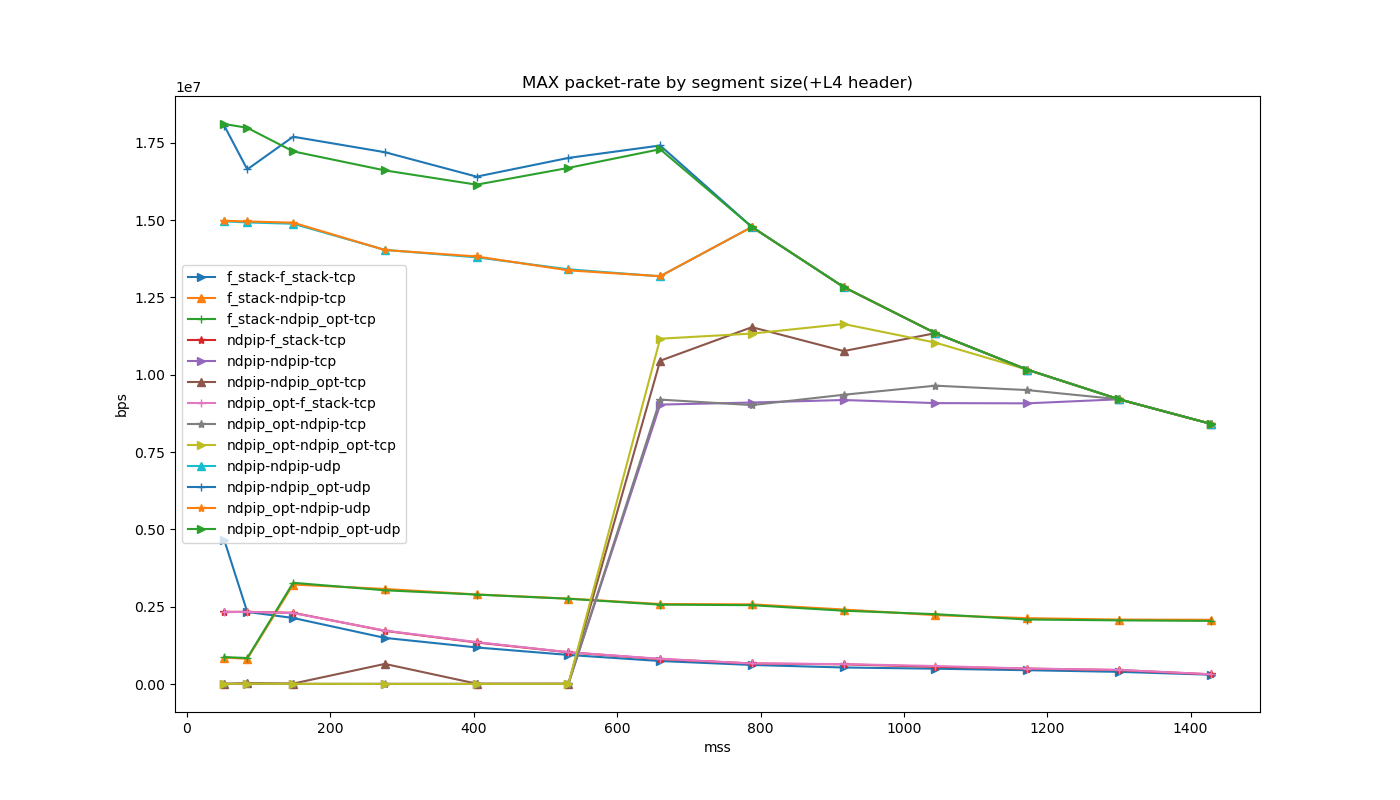 MAX packet-rate by segment size(+L4 header)
1e7
1.75
1.50
1.25
1.00
0.75
0.50
0.25
0.00
bps
f_stack-f_stack-tcp
f_stack-ndpip-tcp
f_stack-ndpip_opt-tcp
ndpip-f_stack-tcp
ndpip-ndpip-tcp
ndpip-ndpip_opt-tcp
ndpip_opt-f_stack-tcp
ndpip_opt-ndpip-tcp
ndpip_opt-ndpip_opt-tcp
ndpip-ndpip-udp
ndpip-ndpip_opt-udp
ndpip_opt-ndpip-udp
ndpip_opt-ndpip_opt-udp
0 200 400 600 800 1000 1200 1400
mss